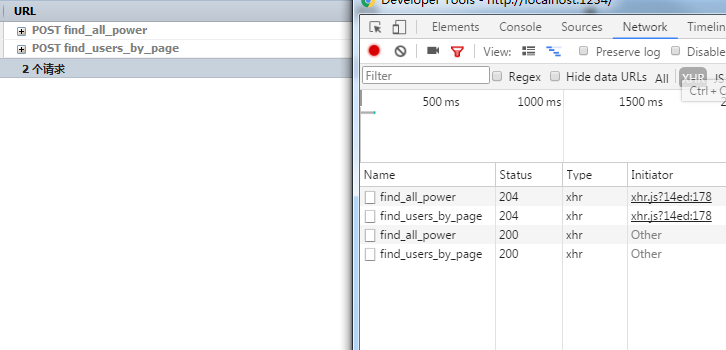 URL
POST find_all_power
POST find_users_by_page
2 个请求
Developer Tools - http://localhost:1234/
Elements Console Sources Network Timeline
View: Preserve log Disable
Filter Regex Hide data URLs All XHR JS
Ctrl + C
500 ms 1000 ms 1500 ms 2
Name Status Type Initiator
find_all_power 204 xhr xhr.js?14ed:178
find_users_by_page 204 xhr xhr.js?14ed:178
find_all_power 200 xhr Other
find_users_by_page 200 xhr Other